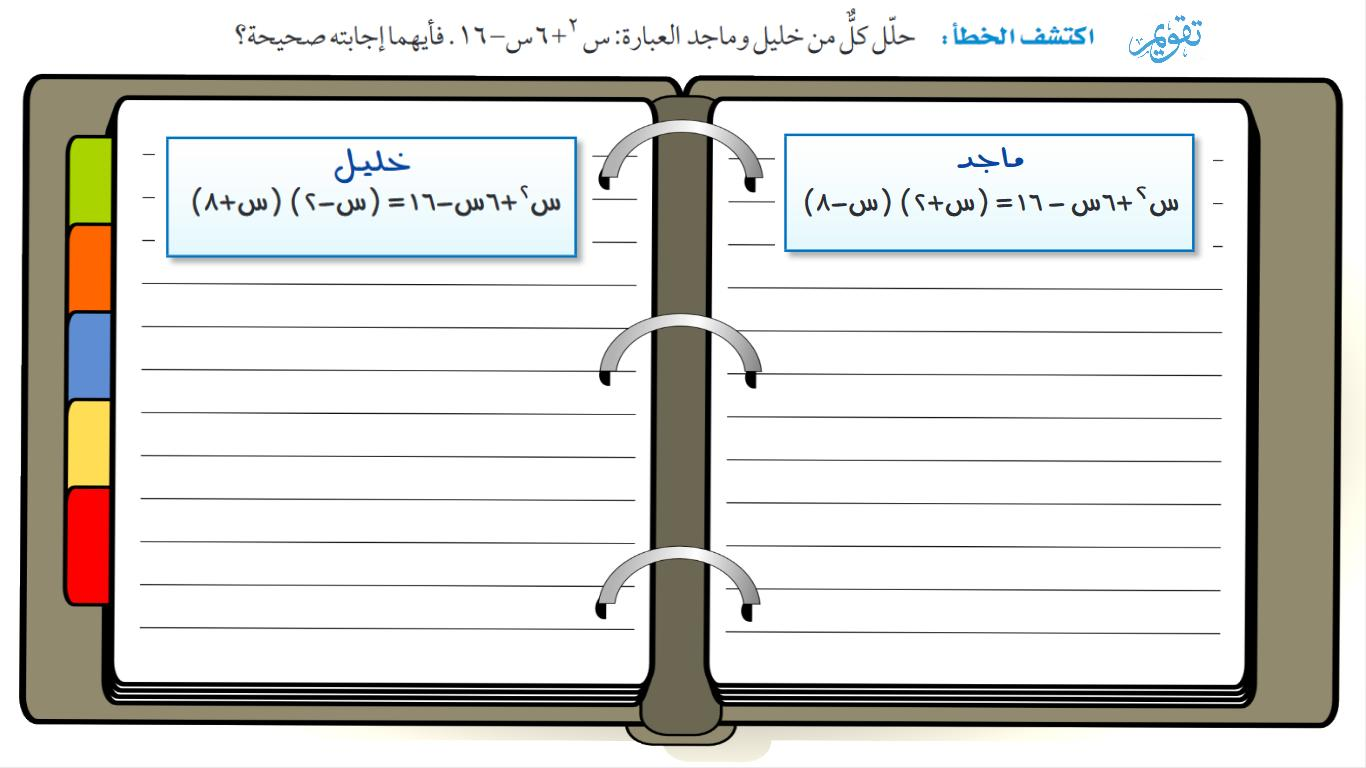 تقويم
اكتشف الخطأ: حلّل كلٌّ من خليل وماجد العبارة: س٢+٦س–١٦. فأيهما إجابته صحيحة؟
ماجد
س٢+٦س – ١٦ = (س+٢) (س–٨)
خليل
س٢+٦س–١٦ = (س–٢) (س+٨)